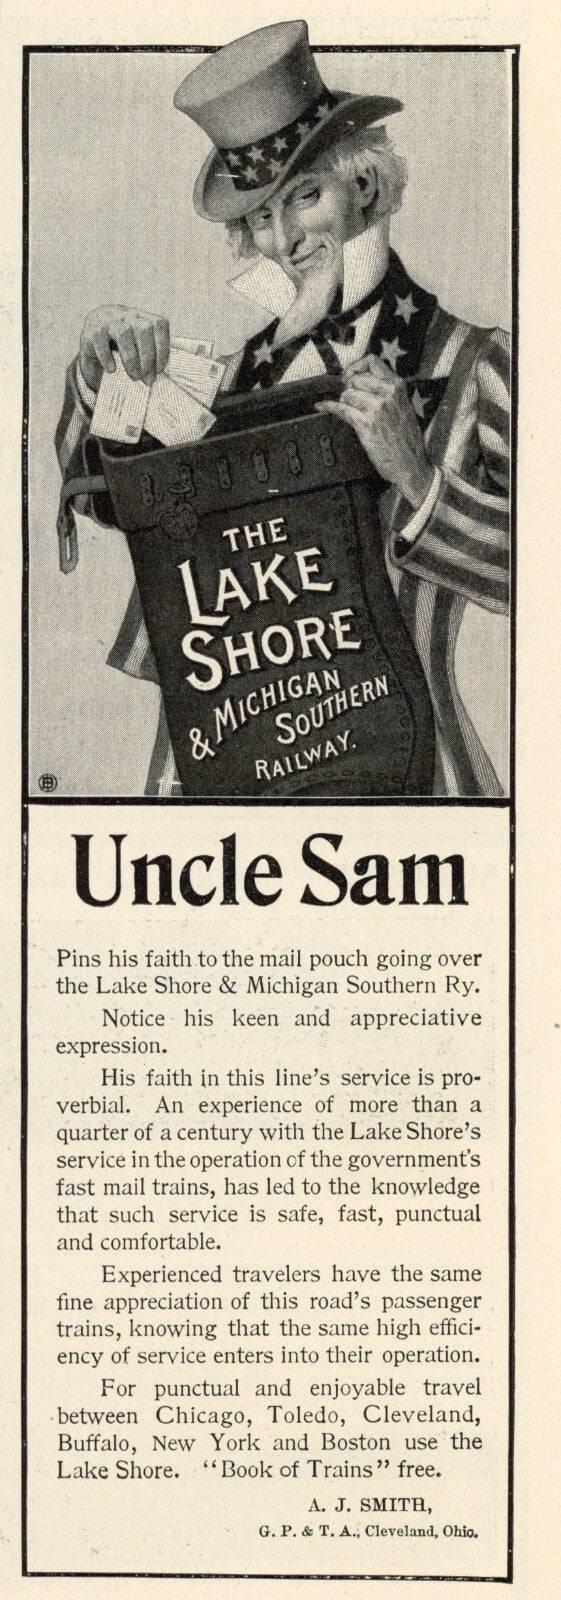 THE
LAKE
SHORE
& MICHIGAN
SOUTHERN
RAILWAY.
Uncle Sam
Pins his faith to the mail pouch going over
the Lake Shore & Michigan Southern Ry.
Notice his keen and appreciative
expression.
His faith in this line's service is pro-
verbial. An experience of more than a
quarter of a century with the Lake Shore's
service in the operation of the government's
fast mail trains, has led to the knowledge
that such service is safe, fast, punctual
and comfortable.
Experienced travelers have the same
fine appreciation of this road's passenger
trains, knowing that the same high effici-
ency of service enters into their operation.
For punctual and enjoyable travel
between Chicago, Toledo, Cleveland,
Buffalo, New York and Boston use the
Lake Shore. "Book of Trains" free.
A. J. SMITH,
G. P. & T. A., Cleveland, Ohio.